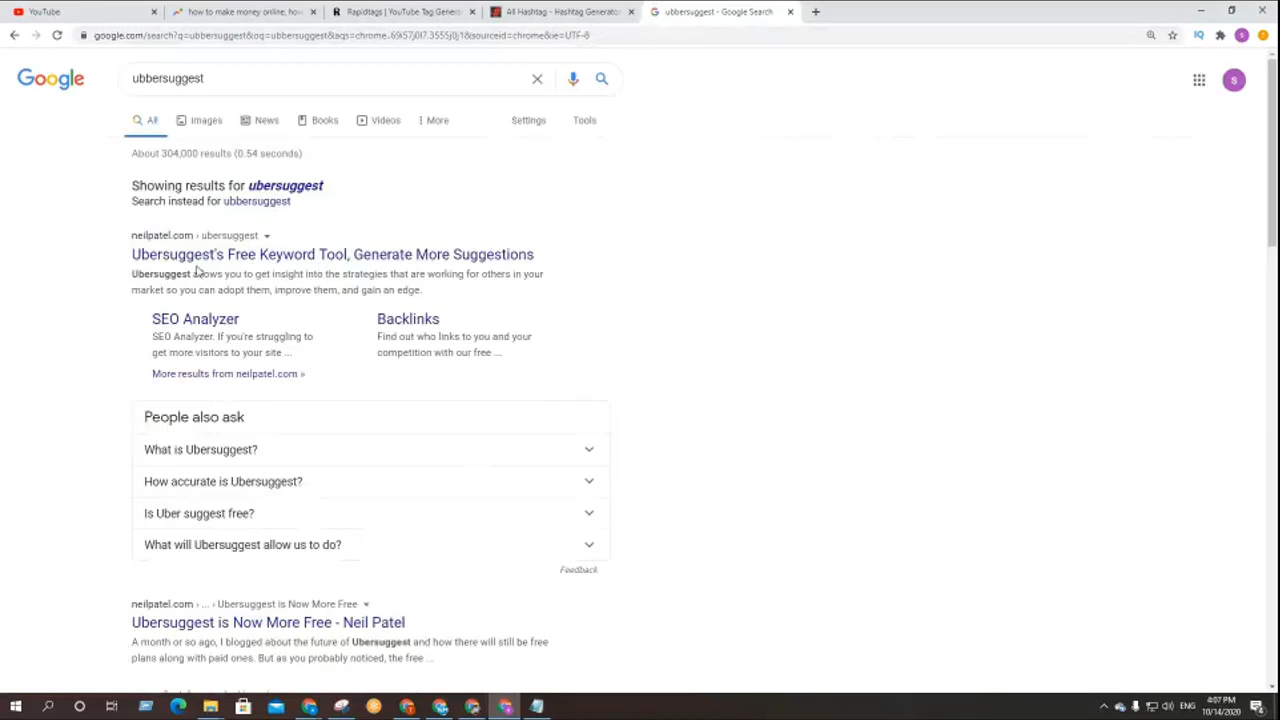 YouTube
how to make money online, how
Rapidtags | YouTube Tag Genera
All Hashtag - Hashtag Generator
ubbersuggest - Google Search
google.com/search?q=ubbersuggest&oq=ubbersuggest&aqs=chrome..69i57j0l7.3555j0j1&sourceid=chrome&ie=UTF-8
IQ
S
Google
ubbersuggest
S
All
Images
News
Books
Videos
More
Settings
Tools
About 304,000 results (0.54 seconds)
Showing results for ubersuggest
Search instead for ubbersuggest
neilpatel.com › ubersuggest
Ubersuggest's Free Keyword Tool, Generate More Suggestions
Ubersuggest allows you to get insight into the strategies that are working for others in your
market so you can adopt them, improve them, and gain an edge.
SEO Analyzer
SEO Analyzer. If you're struggling to
get more visitors to your site ...
Backlinks
Find out who links to you and your
competition with our free ...
More results from neilpatel.com »
People also ask
What is Ubersuggest?
How accurate is Ubersuggest?
Is Uber suggest free?
What will Ubersuggest allow us to do?
Feedback
neilpatel.com › ... › Ubersuggest is Now More Free
Ubersuggest is Now More Free - Neil Patel
A month or so ago, I blogged about the future of Ubersuggest and how there will still be free
plans along with paid ones. But as you probably noticed, the free ...
ENG
4:07 PM
10/14/2020